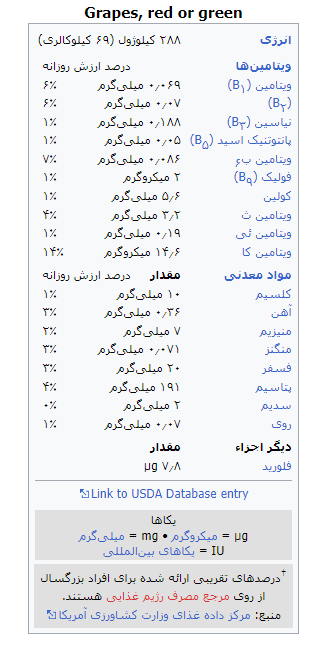 Grapes, red or green
انرژی ۲۸۸ کیلوژول (۶۹ کیلوکالری)
ویتامین‌ها درصد ارزش روزانه
ویتامین (B۱) ۰٫۰۶۹ میلی‌گرم ۶٪
(B۲) ۰٫۰۷ میلی‌گرم ۶٪
نیاسین (B۳) ۰٫۱۸۸ میلی‌گرم ۱٪
پانتوتنیک اسید (B۵) ۰٫۰۵ میلی‌گرم ۱٪
ویتامین ب۶ ۰٫۰۸۶ میلی‌گرم ۷٪
فولیک (B۹) ۲ میکروگرم ۱٪
کولین ۵٫۶ میلی‌گرم ۱٪
ویتامین ث ۳٫۲ میلی‌گرم ۴٪
ویتامین ئی ۰٫۱۹ میلی‌گرم ۱٪
ویتامین کا ۱۴٫۶ میکروگرم ۱۴٪
مواد معدنی مقدار درصد ارزش روزانه
کلسیم ۱۰ میلی‌گرم ۱٪
آهن ۰٫۳۶ میلی‌گرم ۳٪
منیزیم ۷ میلی‌گرم ۲٪
منگنز ۰٫۰۷۱ میلی‌گرم ۳٪
فسفر ۲۰ میلی‌گرم ۳٪
پتاسیم ۱۹۱ میلی‌گرم ۴٪
سدیم ۲ میلی‌گرم ۰٪
روی ۰٫۰۷ میلی‌گرم ۱٪
دیگر اجزاء مقدار
فلورید ۷٫۸ µg
Link to USDA Database entry
یکاها
µg = میکروگرم • mg = میلی‌گرم
IU = یکاهای بین‌المللی
†درصدهای تقریبی ارائه شده برای افراد بزرگسال
از روی مرجع مصرف رژیم غذایی هستند.
منبع: مرکز داده غذای وزارت کشاورزی آمریکا